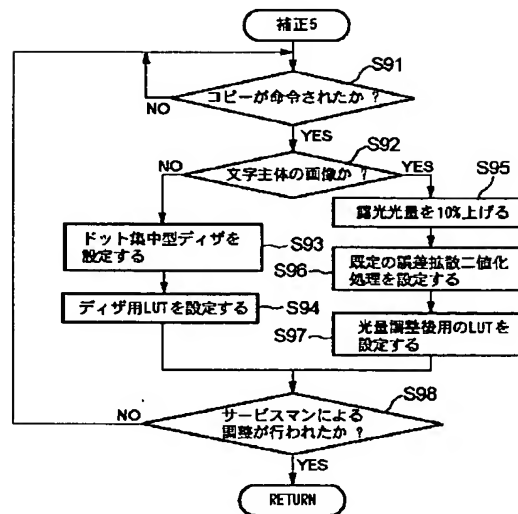 補正5
S91
コピーが命令されたか ?
NO
YES
S92
文字主体の画像か ?
NO
YES
S95
露光光量を10%上げる
ドット集中型ディザを
設定する
S93
S96
既定の誤差拡散二値化
処理を設定する
ディザ用LUTを設定する
S94
S97
光量調整後用のLUTを
設定する
S98
サービスマンによる
調整が行われたか ?
NO
YES
RETURN